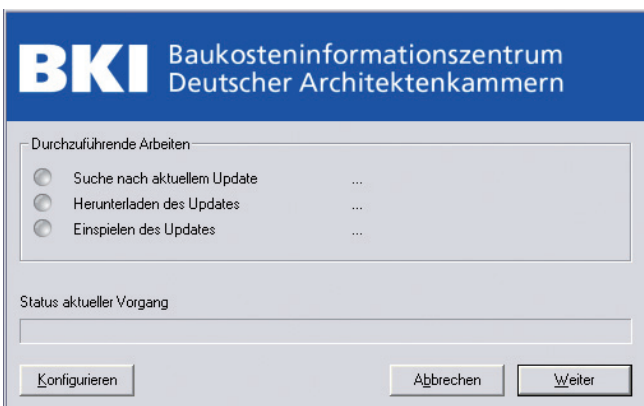 BKI Baukosteninformationszentrum
Deutscher Architektenkammern
Durchzuführende Arbeiten
Suche nach aktuellem Update ...
Herunterladen des Updates ...
Einspielen des Updates ...
Status aktueller Vorgang
Konfigurieren Abbrechen Weiter